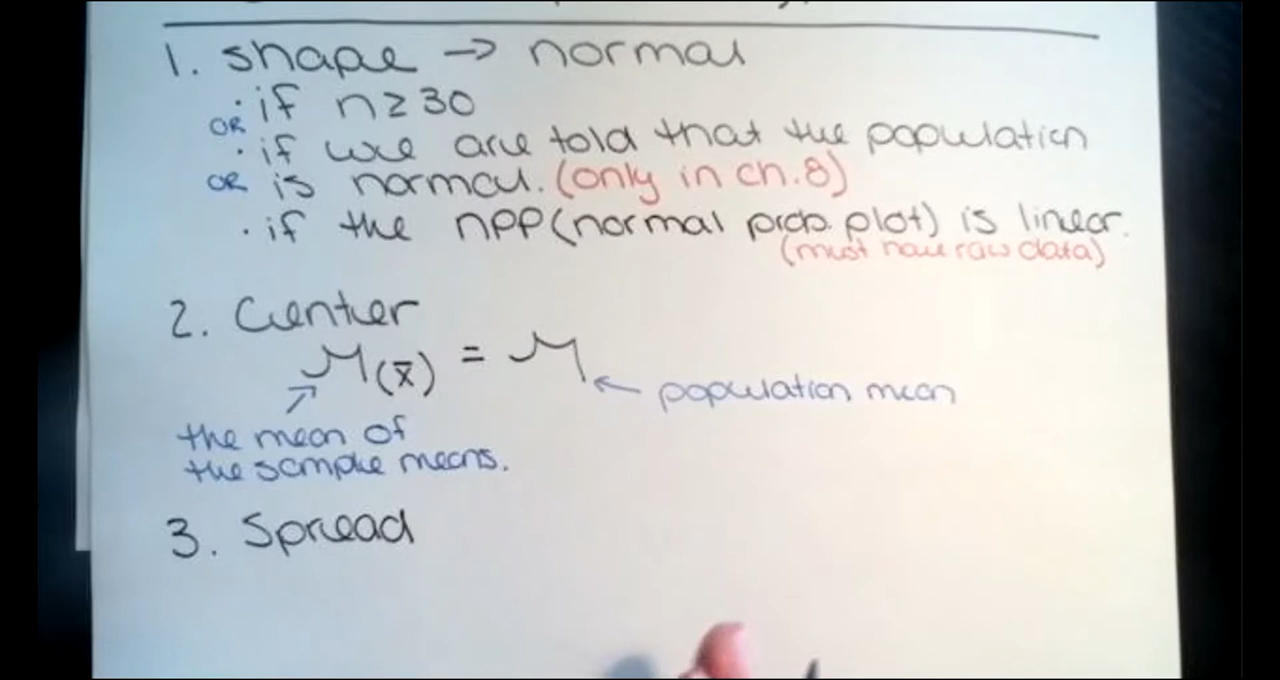 1. Shape → normal
• if n ≥ 30
OR
• if we are told that the population
OR is normal. (only in ch.8)
• if the NPP (normal prob. plot) is linear.
(must have raw data)
2. Center
μ(x̄) = μ
← population mean
the mean of
the sample means.
3. Spread